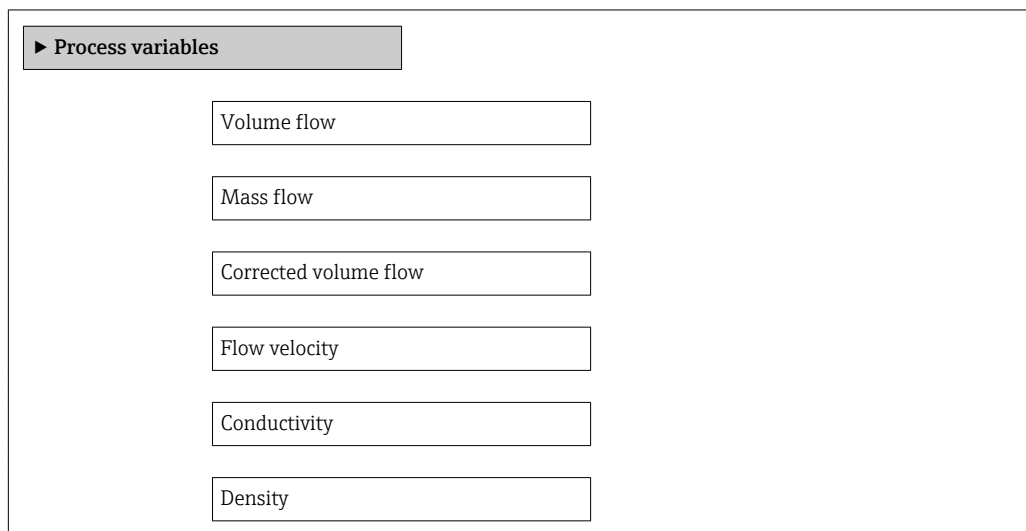 ▶ Process variables
Volume flow
Mass flow
Corrected volume flow
Flow velocity
Conductivity
Density